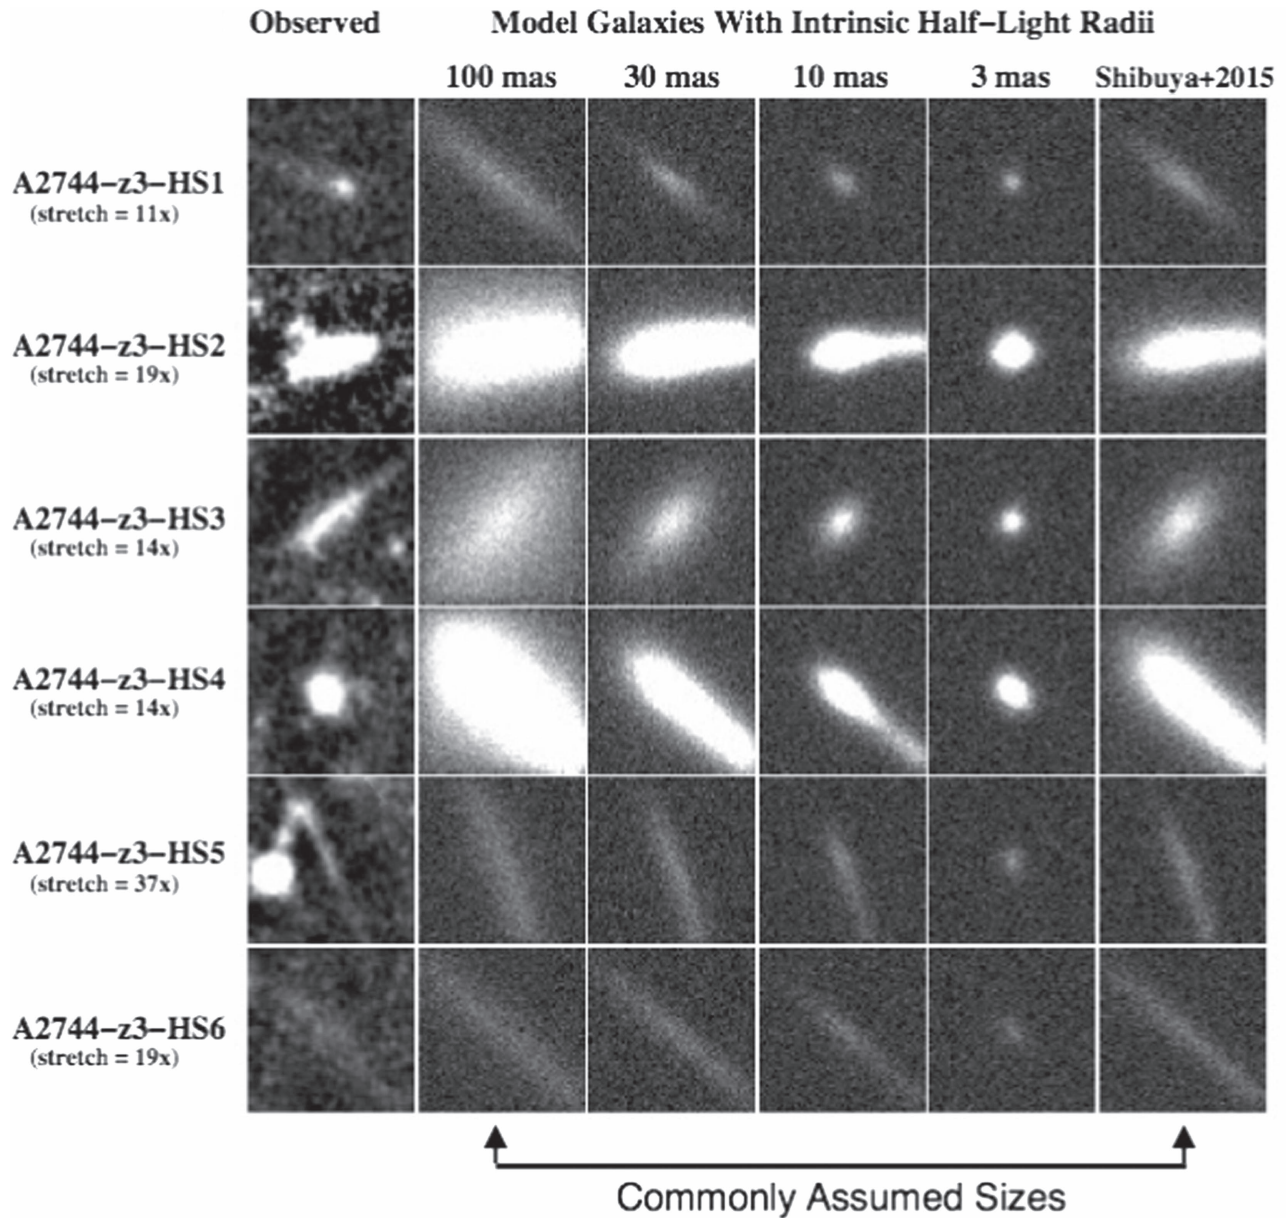 Observed Model Galaxies With Intrinsic Half–Light Radii
100 mas 30 mas 10 mas 3 mas Shibuya+2015
A2744–z3–HS1
(stretch = 11x)
A2744–z3–HS2
(stretch = 19x)
A2744–z3–HS3
(stretch = 14x)
A2744–z3–HS4
(stretch = 14x)
A2744–z3–HS5
(stretch = 37x)
A2744–z3–HS6
(stretch = 19x)
Commonly Assumed Sizes